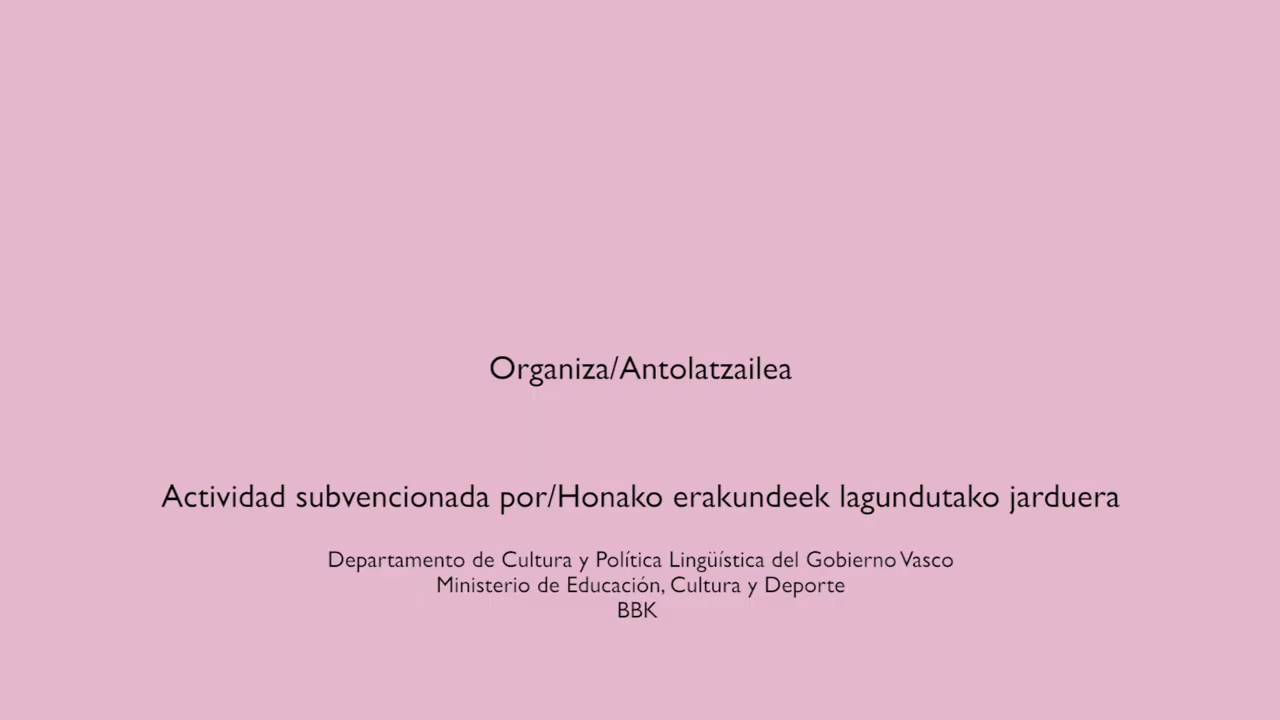 Organiza/Antolatzailea
Actividad subvencionada por/Honako erakundeek lagundutako jarduera
Departamento de Cultura y Política Lingüística del Gobierno Vasco
Ministerio de Educación, Cultura y Deporte
BBK